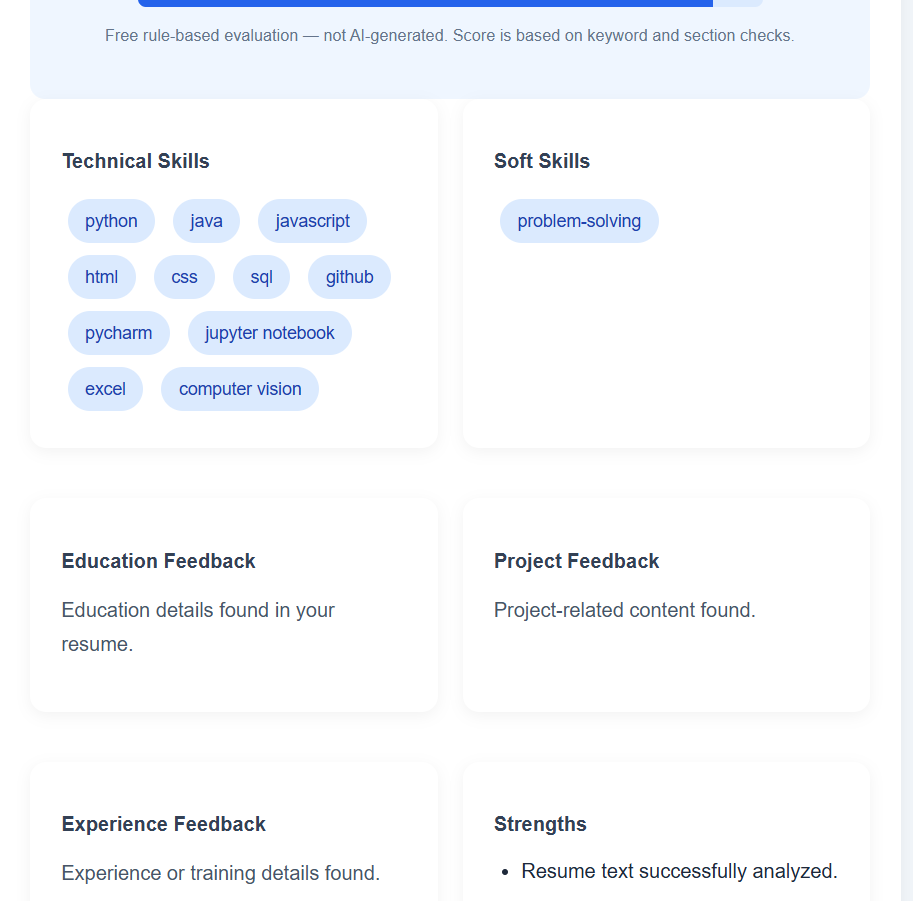 Free rule-based evaluation — not AI-generated. Score is based on keyword and section checks.
Technical Skills
python java javascript
html css sql github
pycharm jupyter notebook
excel computer vision
Soft Skills
problem-solving
Education Feedback
Education details found in your
resume.
Project Feedback
Project-related content found.
Experience Feedback
Experience or training details found.
Strengths
• Resume text successfully analyzed.